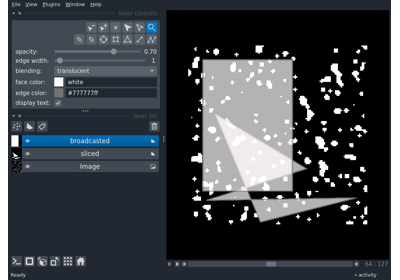 File View Plugins Window Help
layer controls
opacity: 0.70
edge width: 1
blending: translucent
face color: white
edge color: #777777ff
display text:
layer list
broadcasted
sliced
Image
64 127
Ready activity